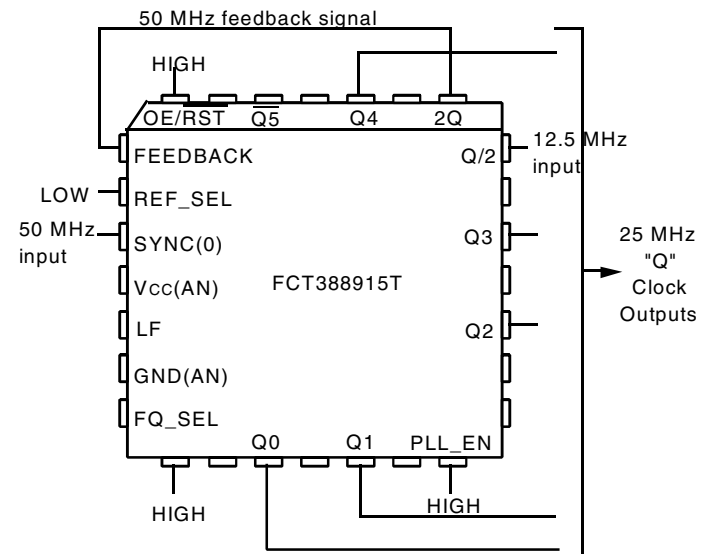 50 MHz feedback signal
HIGH
OE/RST Q5 Q4 2Q
FEEDBACK
Q/2
12.5 MHz
input
LOW
REF_SEL
50 MHz
input
SYNC(0)
Q3
25 MHz
"Q"
Clock
Outputs
VCC(AN)
FCT388915T
LF
Q2
GND(AN)
FQ_SEL
Q0 Q1 PLL_EN
HIGH
HIGH